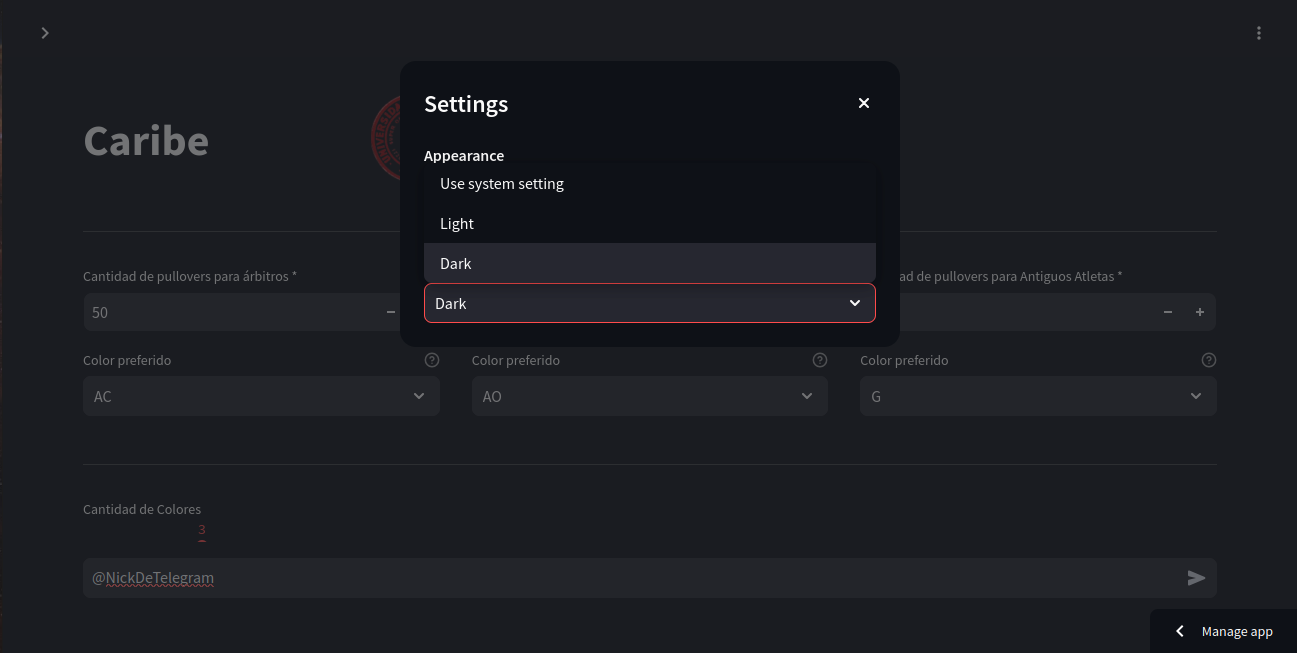 Settings
Caribe
UNIVERSIDA
Appearance
Use system setting
Light
Dark
Dark
Cantidad de pullovers para árbitros *
ad de pullovers para Antiguos Atletas *
50
Color preferido
Color preferido
Color preferido
AC
AO
G
Cantidad de Colores
3
@NickDeTelegram
Manage app